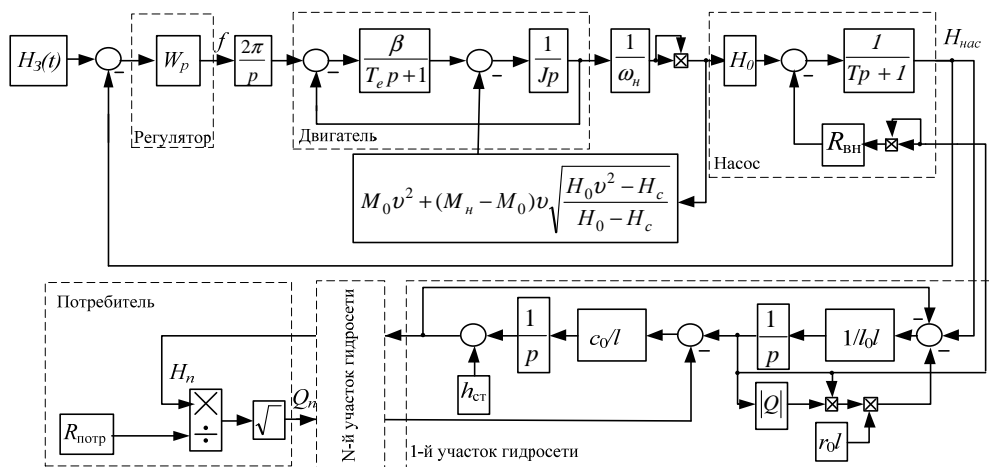 H_З(t)
W_p
Регулятор
f
2π/p
β/(T_e p+1)
1/(Jp)
Двигатель
1/ω_н
H_0
1/(Tp+1)
H_нас
R_вн
Насос
M_0υ^2+(M_н−M_0)υ√((H_0υ^2−H_c)/(H_0−H_c))
Потребитель
H_п
R_потр
×
÷
√
Q_п
N-й участок гидросети
h_ст
1/p
c_0/l
1/p
1/l_0l
|Q|
r_0l
1-й участок гидросети